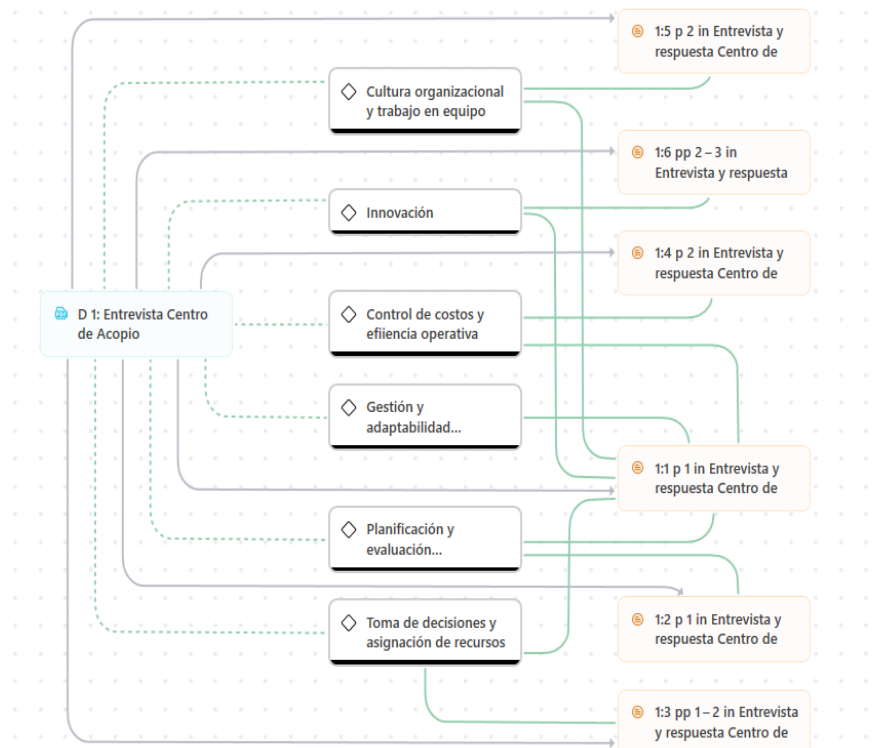 1:5 p 2 in Entrevista y
respuesta Centro de
Cultura organizacional
y trabajo en equipo
1:6 pp 2 – 3 in
Entrevista y respuesta
Innovación
1:4 p 2 in Entrevista y
respuesta Centro de
D 1: Entrevista Centro
de Acopio
Control de costos y
efiiencia operativa
Gestión y
adaptabilidad...
1:1 p 1 in Entrevista y
respuesta Centro de
Planificación y
evaluación...
1:2 p 1 in Entrevista y
respuesta Centro de
Toma de decisiones y
asignación de recursos
1:3 pp 1 – 2 in Entrevista
y respuesta Centro de